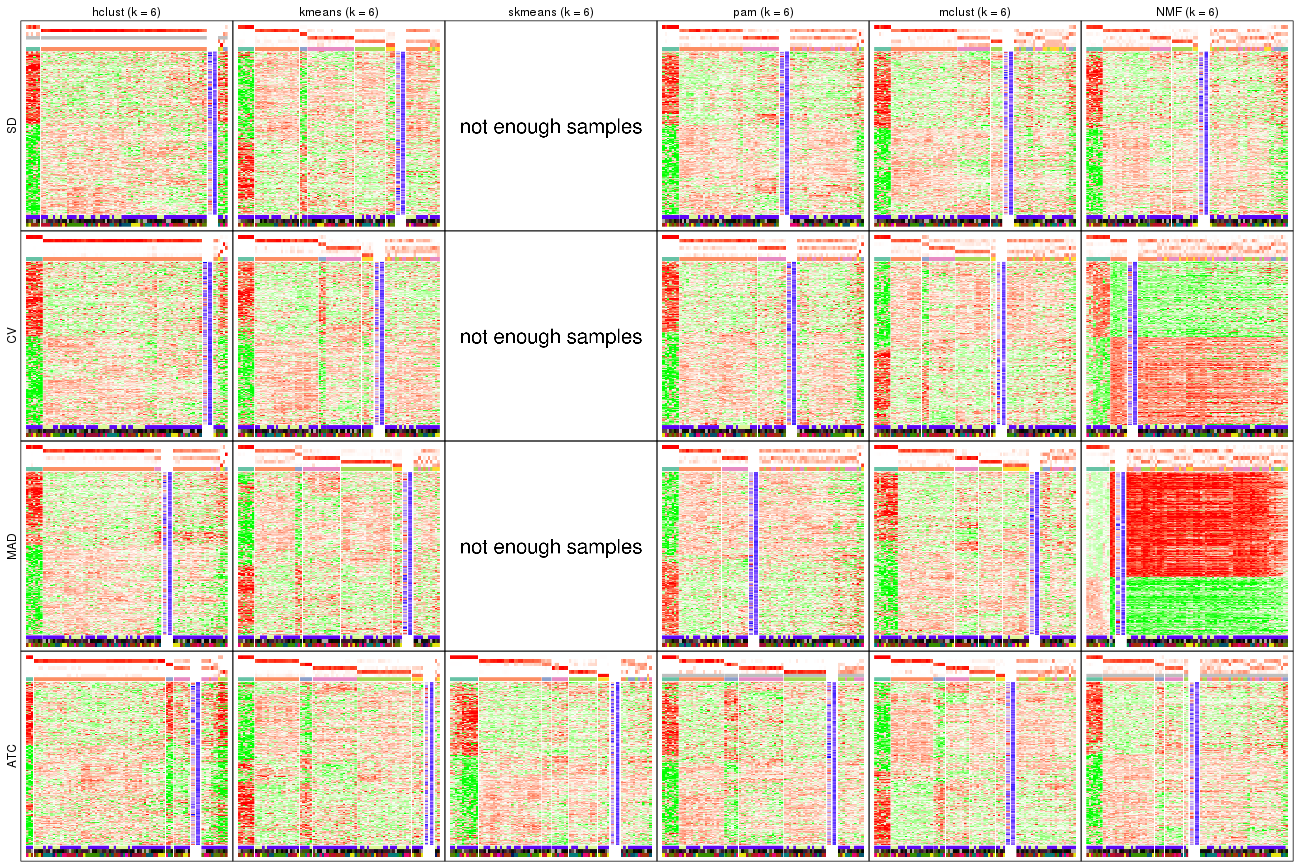 hclust (k = 6) kmeans (k = 6) skmeans (k = 6) pam (k = 6) mclust (k = 6) NMF (k = 6)
SD
not enough samples
CV
not enough samples
MAD
not enough samples
ATC